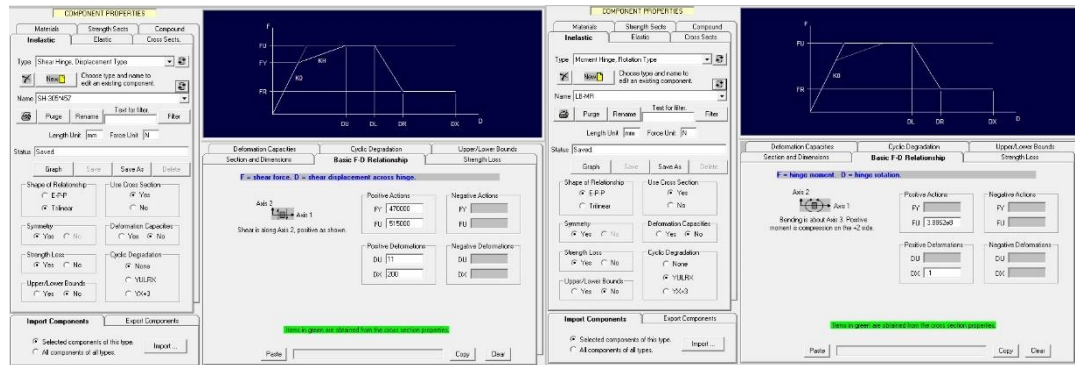 COMPONENT PROPERTIES
Materials Strength Sects Compound
Inelastic Elastic Cross Sects.
Type Shear Hinge, Displacement Type
New Choose type and name to edit an existing component.
Name SH-305*457
Text for filter.
Purge Rename Filter
Length Unit mm Force Unit N
Status Saved
Graph Save Save As Delete
Shape of Relationship
E-P-P
Trilinear
Use Cross Section
Yes
No
Symmetry
Yes No
Deformation Capacities
Yes No
Strength Loss
Yes No
Cyclic Degradation
None
YULRX
YX+3
Upper/Lower Bounds
Yes No
Import Components Export Components
Selected components of this type.
All components of all types.
Import ...
F
FU
FY
FR
K0
KH
DU DL DR DX D
Deformation Capacities Cyclic Degradation Upper/Lower Bounds
Section and Dimensions Basic F-D Relationship Strength Loss
F = shear force. D = shear displacement across hinge.
Axis 2
Axis 1
Shear is along Axis 2, positive as shown.
Positive Actions
FY 470000
FU 515000
Negative Actions
FY
FU
Positive Deformations
DU 11
DX 200
Negative Deformations
DU
DX
Items in green are obtained from the cross section properties.
Paste Copy Clear
COMPONENT PROPERTIES
Materials Strength Sects Compound
Inelastic Elastic Cross Sects
Type Moment Hinge, Rotation Type
New Choose type and name to edit an existing component.
Name LB-MR
Text for filter.
Purge Rename Filter
Length Unit mm Force Unit N
Status Saved
Graph Save Save As Delete
Shape of Relationship
E-P-P
Trilinear
Use Cross Section
Yes
No
Symmetry
Yes No
Deformation Capacities
Yes No
Strength Loss
Yes No
Cyclic Degradation
None
YULRX
YX+3
Upper/Lower Bounds
Yes No
Import Components Export Components
Selected components of this type.
All components of all types.
Import ...
F
FU
FR
K0
DL DR DX D
Deformation Capacities Cyclic Degradation Upper/Lower Bounds
Section and Dimensions Basic F-D Relationship Strength Loss
F = hinge moment. D = hinge rotation.
Axis 2
Axis 1
Bending is about Axis 3. Positive moment is compression on the +2 side.
Positive Actions
FY
FU 3.8862e8
Negative Actions
FY
FU
Positive Deformations
DU
DX .1
Negative Deformations
DU
DX
Items in green are obtained from the cross section properties.
Paste Copy Clear